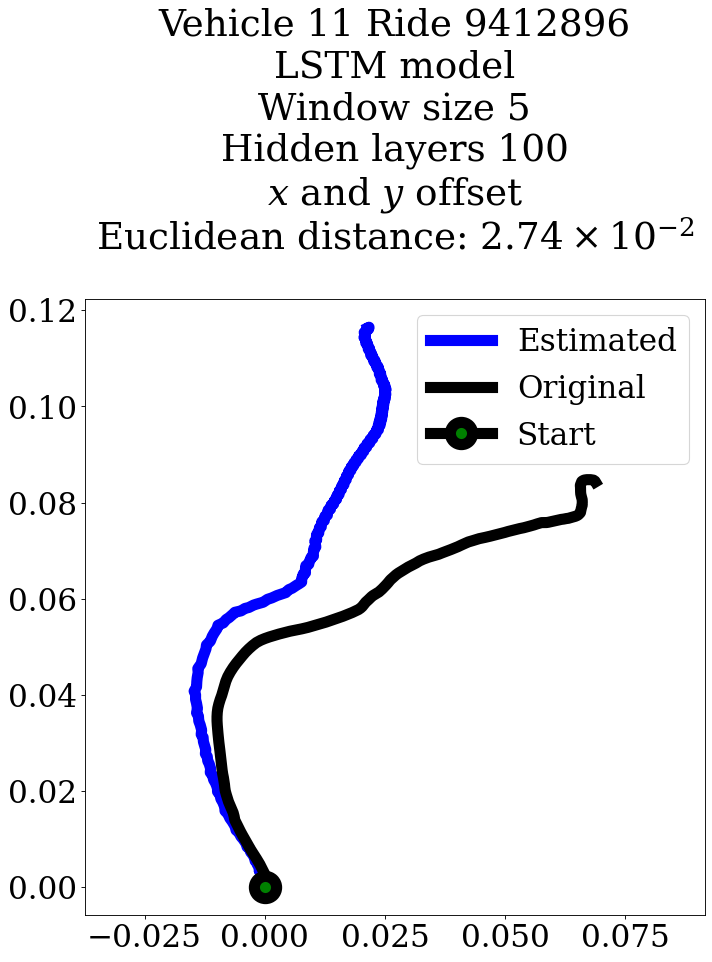 Vehicle 11 Ride 9412896
LSTM model
Window size 5
Hidden layers 100
x and y offset
Euclidean distance: 2.74 × 10⁻²
0.12
0.10
0.08
0.06
0.04
0.02
0.00
Estimated
Original
Start
−0.025 0.000 0.025 0.050 0.075